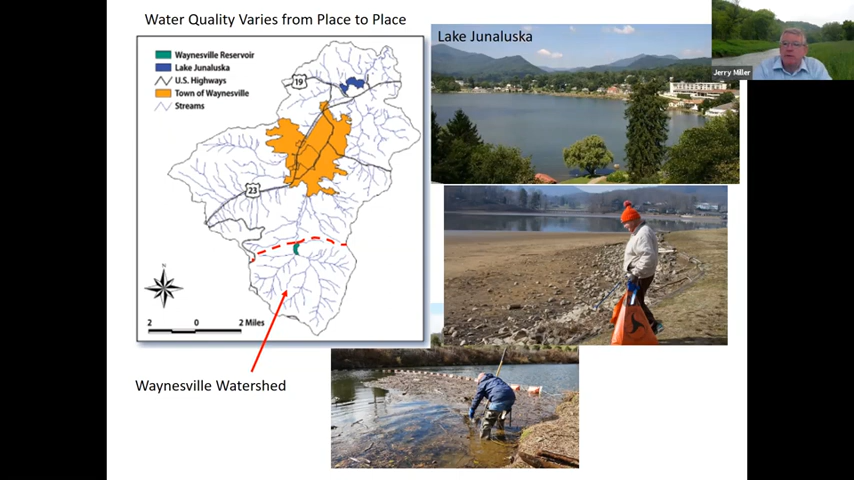 Water Quality Varies from Place to Place
Waynesville Reservoir
Lake Junaluska
U.S. Highways
Town of Waynesville
Streams
19
23
N
2 0 2 Miles
Waynesville Watershed
Lake Junaluska
Jerry Miller